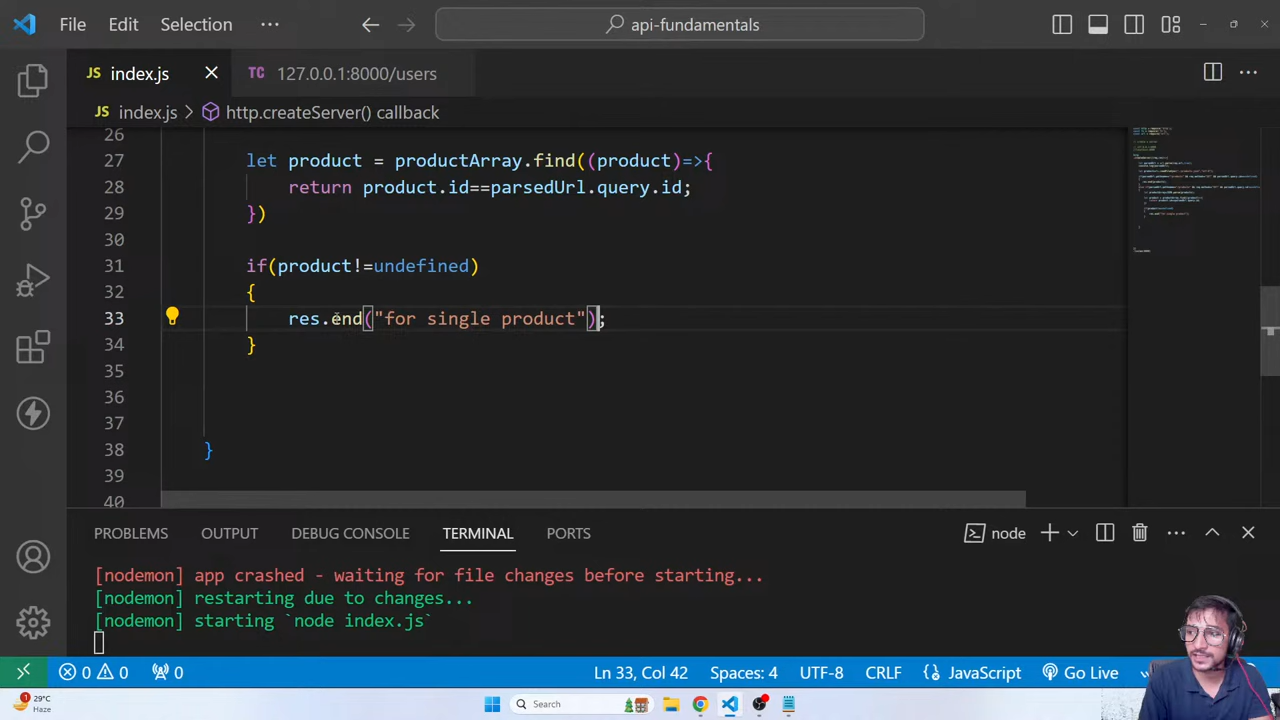 File Edit Selection ··· api-fundamentals
JS index.js TC 127.0.0.1:8000/users
JS index.js > http.createServer() callback
26
27 let product = productArray.find((product)=>{
28 return product.id==parsedUrl.query.id;
29 })
30
31 if(product!=undefined)
32 {
33 res.end("for single product");
34 }
35
36
37
38 }
39
40
PROBLEMS OUTPUT DEBUG CONSOLE TERMINAL PORTS node
[nodemon] app crashed - waiting for file changes before starting...
[nodemon] restarting due to changes...
[nodemon] starting `node index.js`
0 0 0 Ln 33, Col 42 Spaces: 4 UTF-8 CRLF JavaScript Go Live
29°C
Haze
Search